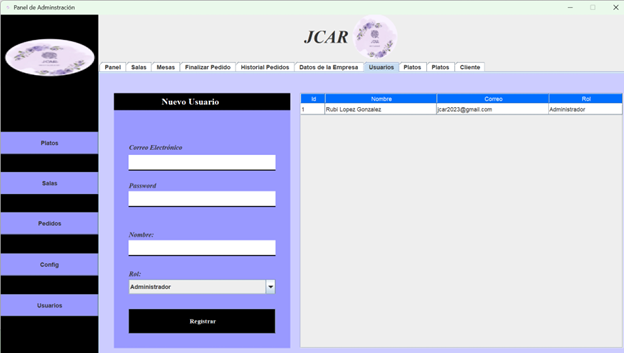 Panel de Adminstración
JCAR
Panel Salas Mesas Finalizar Pedido Historial Pedidos Datos de la Empresa Usuarios Platos Platos Cliente
Platos
Salas
Pedidos
Config
Usuarios
Nuevo Usuario
Correo Electrónico
Password
Nombre:
Rol:
Administrador
Registrar
Id Nombre Correo Rol
1 Rubi Lopez Gonzalez jcar2023@gmail.com Administrador